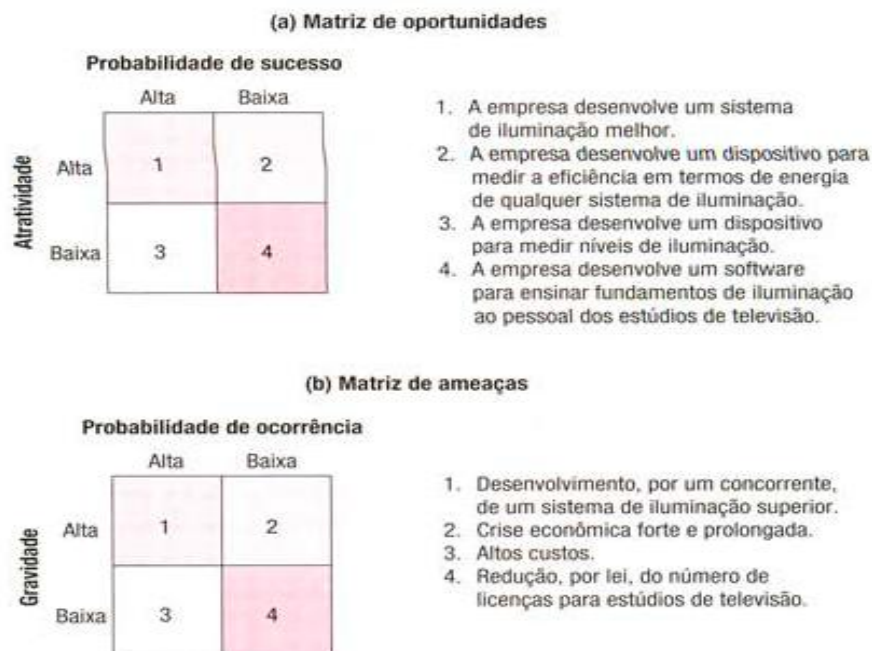 (a) Matriz de oportunidades
Probabilidade de sucesso
Alta Baixa
Atratividade
Alta 1 2
Baixa 3 4
1. A empresa desenvolve um sistema
de iluminação melhor.
2. A empresa desenvolve um dispositivo para
medir a eficiência em termos de energia
de qualquer sistema de iluminação.
3. A empresa desenvolve um dispositivo
para medir níveis de iluminação.
4. A empresa desenvolve um software
para ensinar fundamentos de iluminação
ao pessoal dos estúdios de televisão.
(b) Matriz de ameaças
Probabilidade de ocorrência
Alta Baixa
Gravidade
Alta 1 2
Baixa 3 4
1. Desenvolvimento, por um concorrente,
de um sistema de iluminação superior.
2. Crise econômica forte e prolongada.
3. Altos custos.
4. Redução, por lei, do número de
licenças para estúdios de televisão.